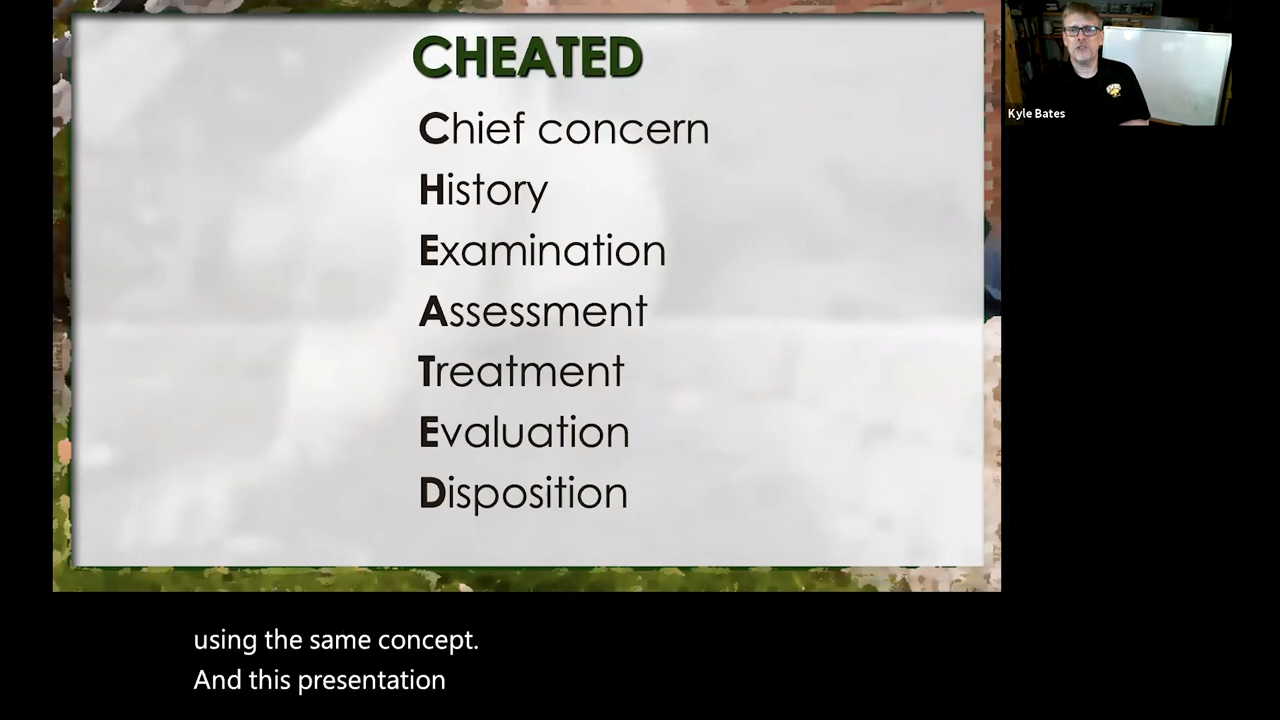 CHEATED
Chief concern
History
Examination
Assessment
Treatment
Evaluation
Disposition
Kyle Bates
using the same concept.
And this presentation